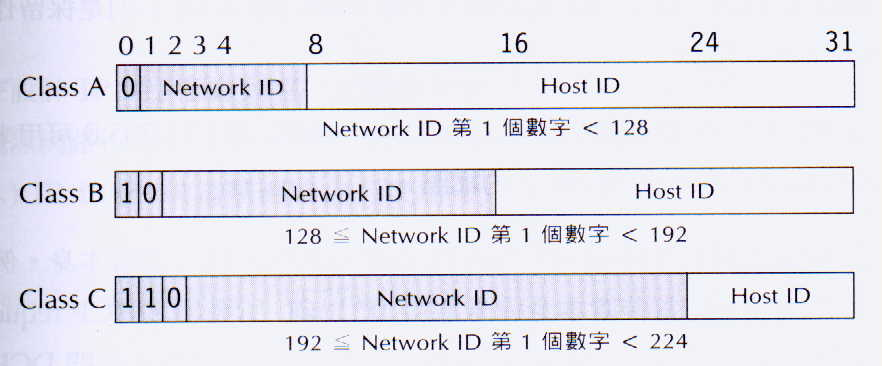 0 1 2 3 4 8 16 24 31
Class A 0 Network ID Host ID
Network ID 第 1 個數字 < 128
Class B 1 0 Network ID Host ID
128 ≦ Network ID 第 1 個數字 < 192
Class C 1 1 0 Network ID Host ID
192 ≦ Network ID 第 1 個數字 < 224